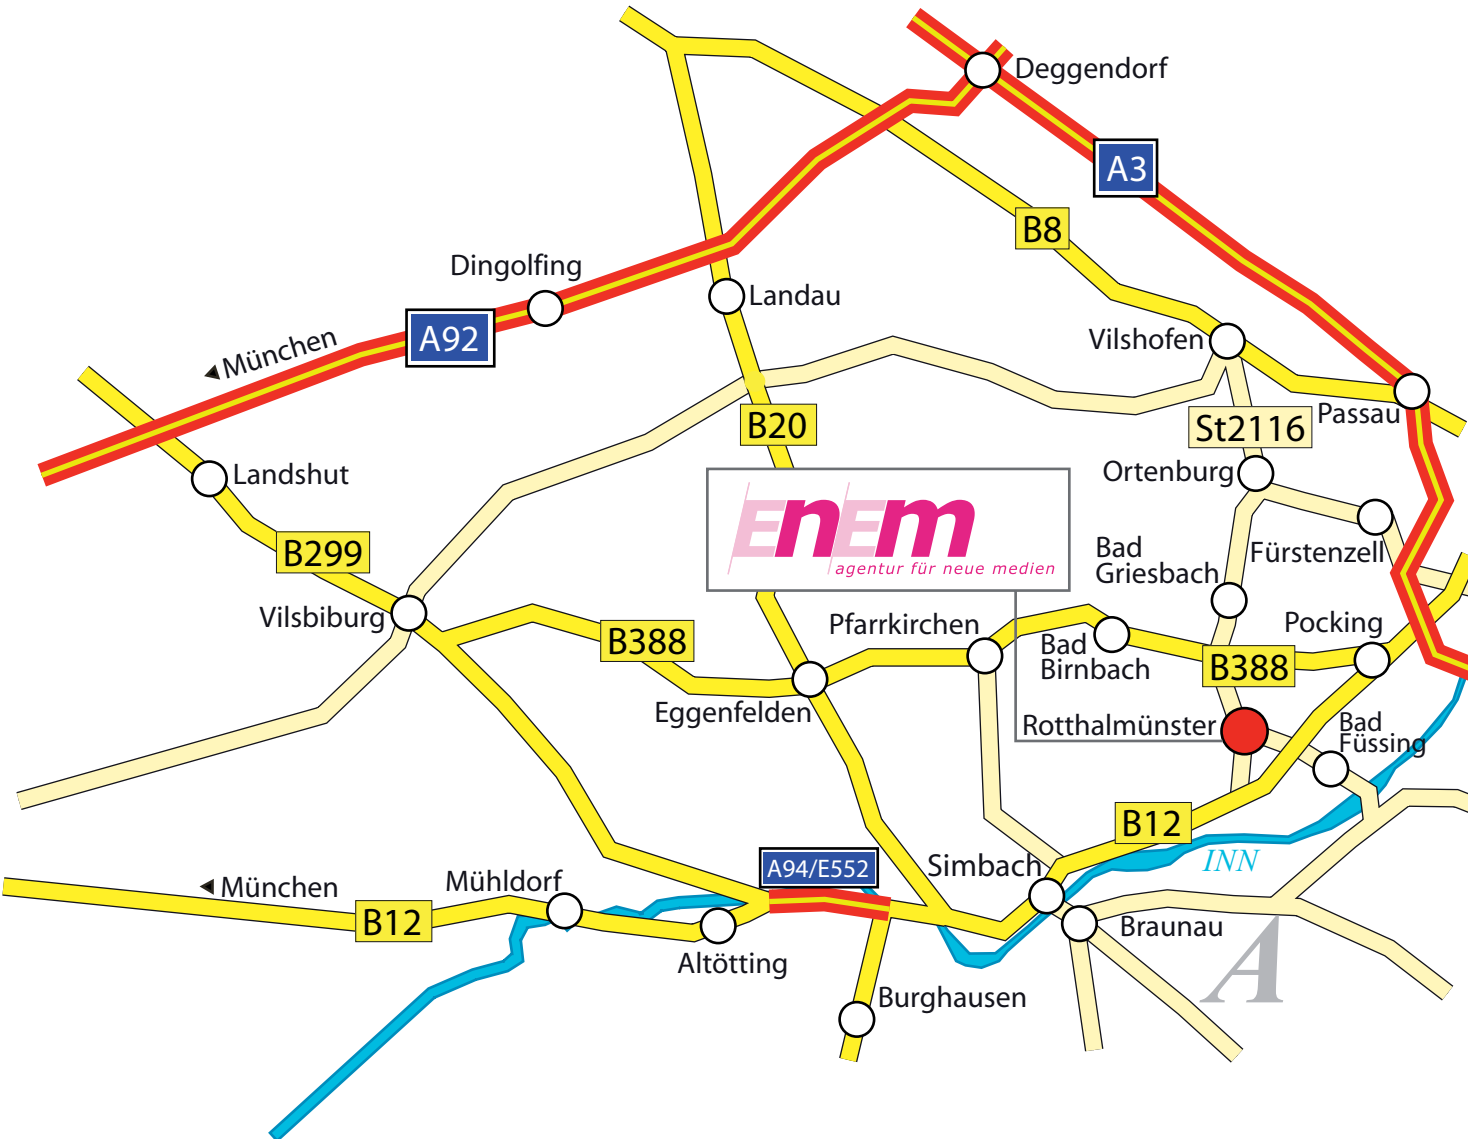 Deggendorf
A3
B8
Dingolfing
Landau
A92
München
Vilshofen
Passau
B20
St2116
Landshut
Ortenburg
EnEm
agentur für neue medien
B299
Fürstenzell
Bad
Griesbach
Vilsbiburg
Pfarrkirchen
Pocking
B388
Bad
Birnbach
B388
Eggenfelden
Rotthalmünster
Bad
Füssing
B12
A94/E552
Simbach
INN
München
Mühldorf
B12
Braunau
Altötting
A
Burghausen